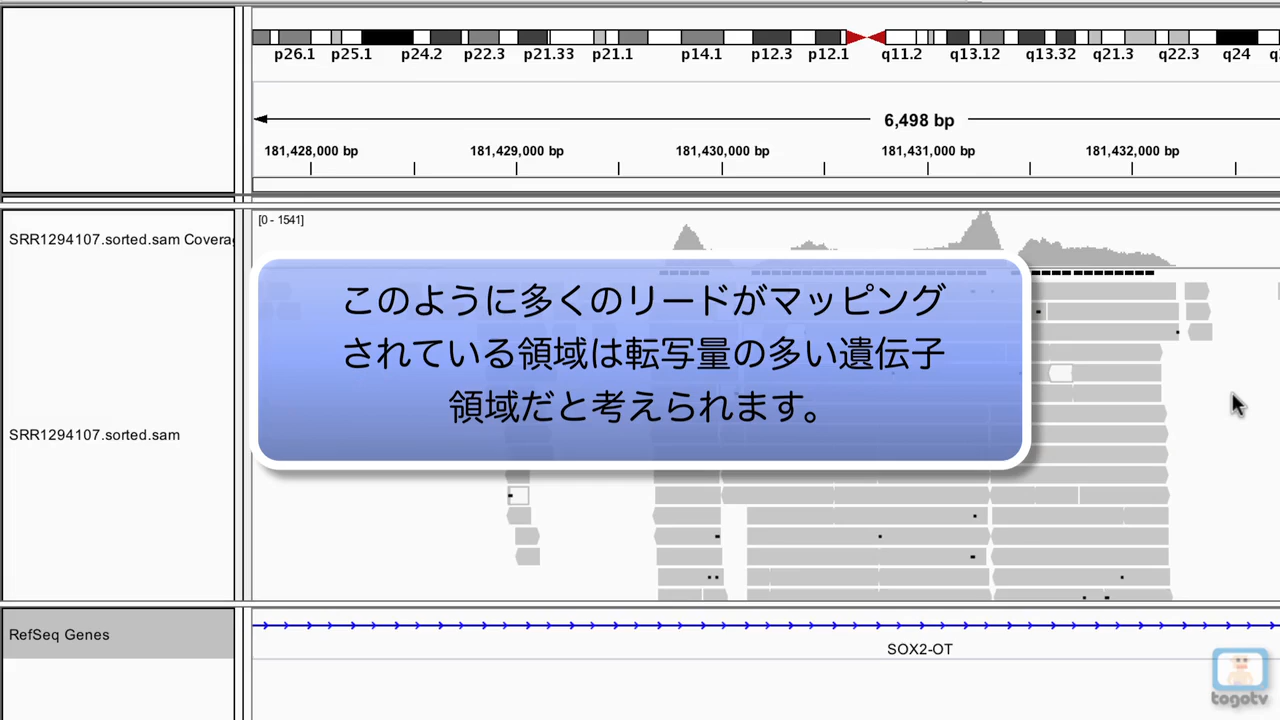 p26.1 p25.1 p24.2 p22.3 p21.33 p21.1 p14.1 p12.3 p12.1 q11.2 q13.12 q13.32 q21.3 q22.3 q24
6,498 bp
181,428,000 bp 181,429,000 bp 181,430,000 bp 181,431,000 bp 181,432,000 bp
[0 - 1541]
SRR1294107.sorted.sam Covera
このように多くのリードがマッピング
されている領域は転写量の多い遺伝子
領域だと考えられます。
SRR1294107.sorted.sam
RefSeq Genes
SOX2-OT
togotv